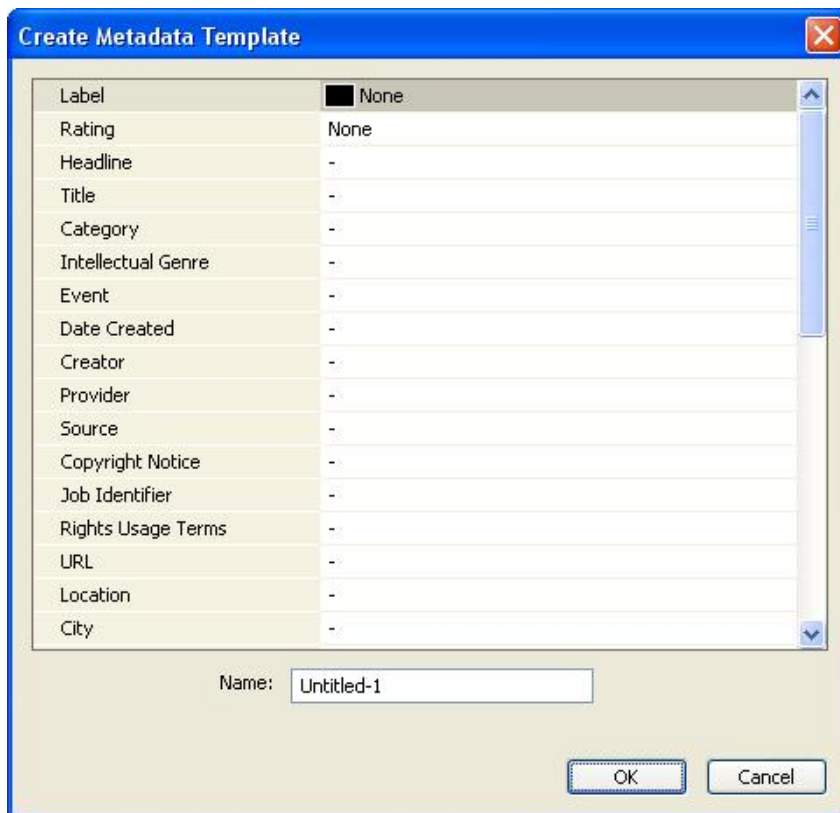 Create Metadata Template
Label None
Rating None
Headline -
Title -
Category -
Intellectual Genre -
Event -
Date Created -
Creator -
Provider -
Source -
Copyright Notice -
Job Identifier -
Rights Usage Terms -
URL -
Location -
City -
Name: Untitled-1
OK Cancel